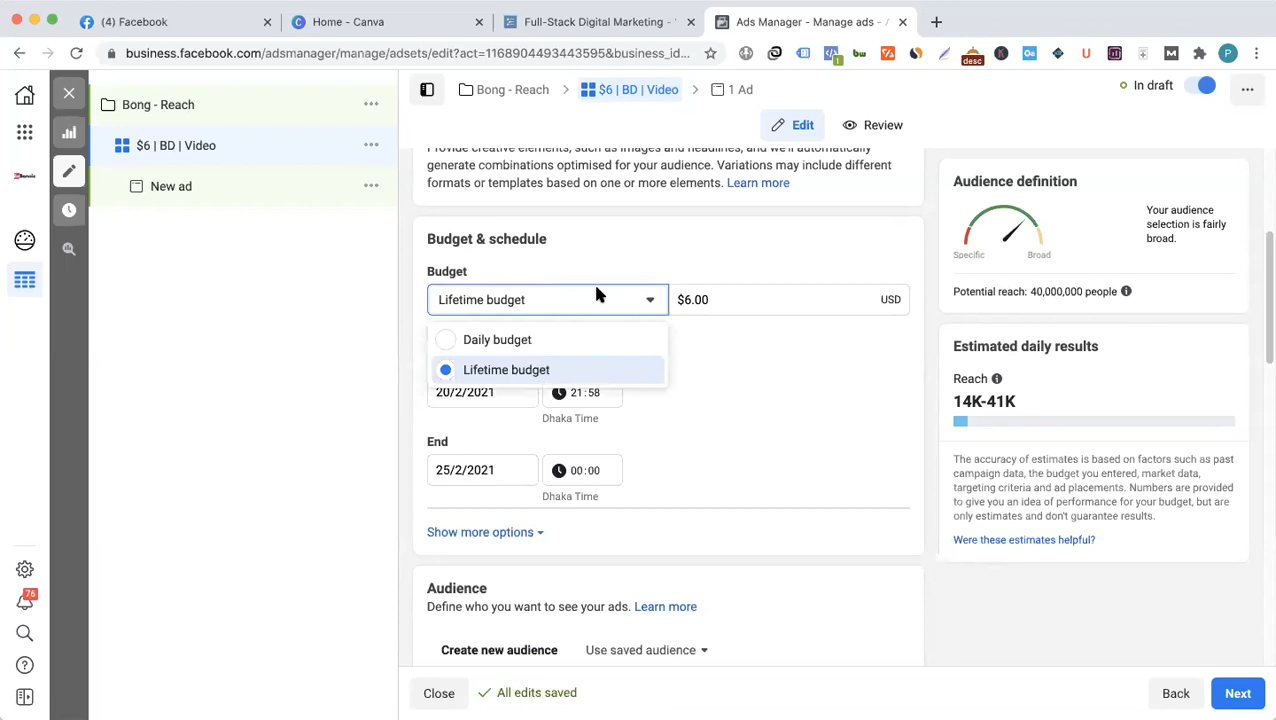 (4) Facebook
Home - Canva
Full-Stack Digital Marketing -
Ads Manager - Manage ads -
business.facebook.com/adsmanager/manage/adsets/edit?act=1168904493443595&business_id...
desc
bw
1
U
M
P
Bong - Reach
$6 | BD | Video
New ad
Bong - Reach
$6 | BD | Video
1 Ad
In draft
Edit
Review
Provide creative elements, such as images and headlines, and we'll automatically
generate combinations optimised for your audience. Variations may include different
formats or templates based on one or more elements. Learn more
Budget & schedule
Budget
Lifetime budget
$6.00
USD
Daily budget
Lifetime budget
20/2/2021
21:58
Dhaka Time
End
25/2/2021
00:00
Dhaka Time
Show more options
Audience
Define who you want to see your ads. Learn more
Create new audience
Use saved audience
Audience definition
Your audience
selection is fairly
broad.
Specific
Broad
Potential reach: 40,000,000 people
Estimated daily results
Reach
14K-41K
The accuracy of estimates is based on factors such as past
campaign data, the budget you entered, market data,
targeting criteria and ad placements. Numbers are provided
to give you an idea of performance for your budget, but are
only estimates and don't guarantee results.
Were these estimates helpful?
76
Close
All edits saved
Back
Next